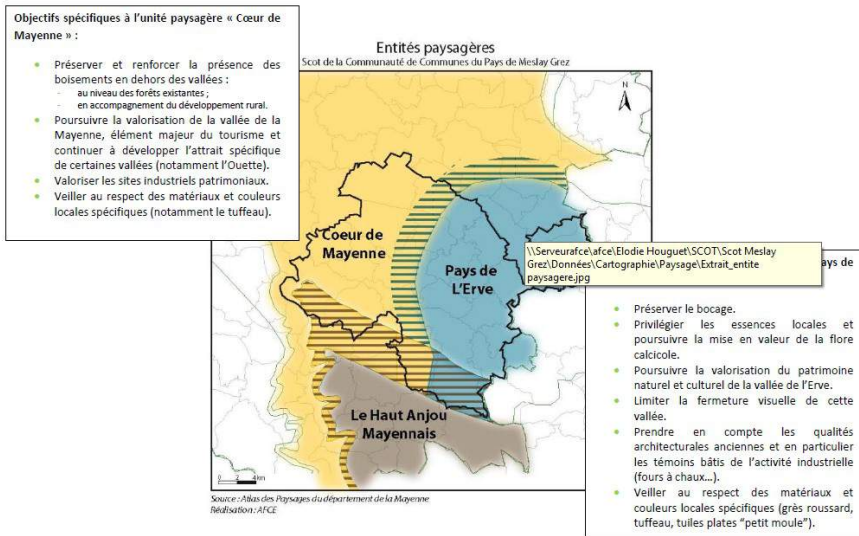 Objectifs spécifiques à l'unité paysagère « Cœur de
Mayenne » :
• Préserver et renforcer la présence des
boisements en dehors des vallées :
- au niveau des forêts existantes ;
- en accompagnement du développement rural.
• Poursuivre la valorisation de la vallée de la
Mayenne, élément majeur du tourisme et
continuer à développer l'attrait spécifique
de certaines vallées (notamment l'Ouette).
• Valoriser les sites industriels patrimoniaux.
• Veiller au respect des matériaux et couleurs
locales spécifiques (notamment le tuffeau).
Entités paysagères
Scot de la Communauté de Communes du Pays de Meslay Grez
N
Coeur de
Mayenne
Pays de
L'Erve
Le Haut Anjou
Mayennais
0 2 4km
Source : Atlas des Paysages du département de la Mayenne
Réalisation : AFCE
\\Serveurafce\afce\Elodie Houguet\SCOT\Scot Meslay
Grez\Données\Cartographie\Paysage\Extrait_entite
paysagere.jpg
Pays de
• Préserver le bocage.
• Privilégier les essences locales et
poursuivre la mise en valeur de la flore
calcicole.
• Poursuivre la valorisation du patrimoine
naturel et culturel de la vallée de l'Erve.
• Limiter la fermeture visuelle de cette
vallée.
• Prendre en compte les qualités
architecturales anciennes et en particulier
les témoins bâtis de l'activité industrielle
(fours à chaux…).
• Veiller au respect des matériaux et
couleurs locales spécifiques (grès roussard,
tuffeau, tuiles plates "petit moule").